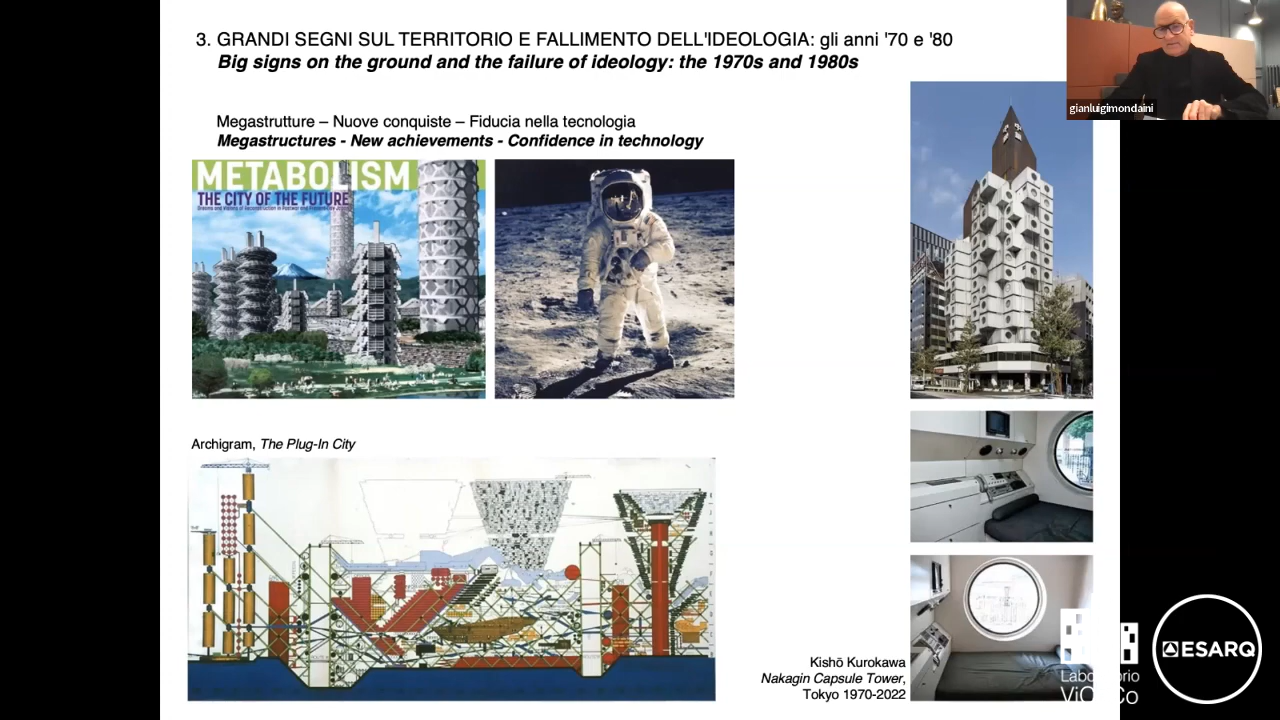 3. GRANDI SEGNI SUL TERRITORIO E FALLIMENTO DELL'IDEOLOGIA: gli anni '70 e '80
Big signs on the ground and the failure of ideology: the 1970s and 1980s
gianluigimondaini
Megastrutture – Nuove conquiste – Fiducia nella tecnologia
Megastructures - New achievements - Confidence in technology
METABOLISM
THE CITY OF THE FUTURE
Archigram, The Plug-In City
Kishō Kurokawa
Nakagin Capsule Tower,
Tokyo 1970-2022
ESARQ